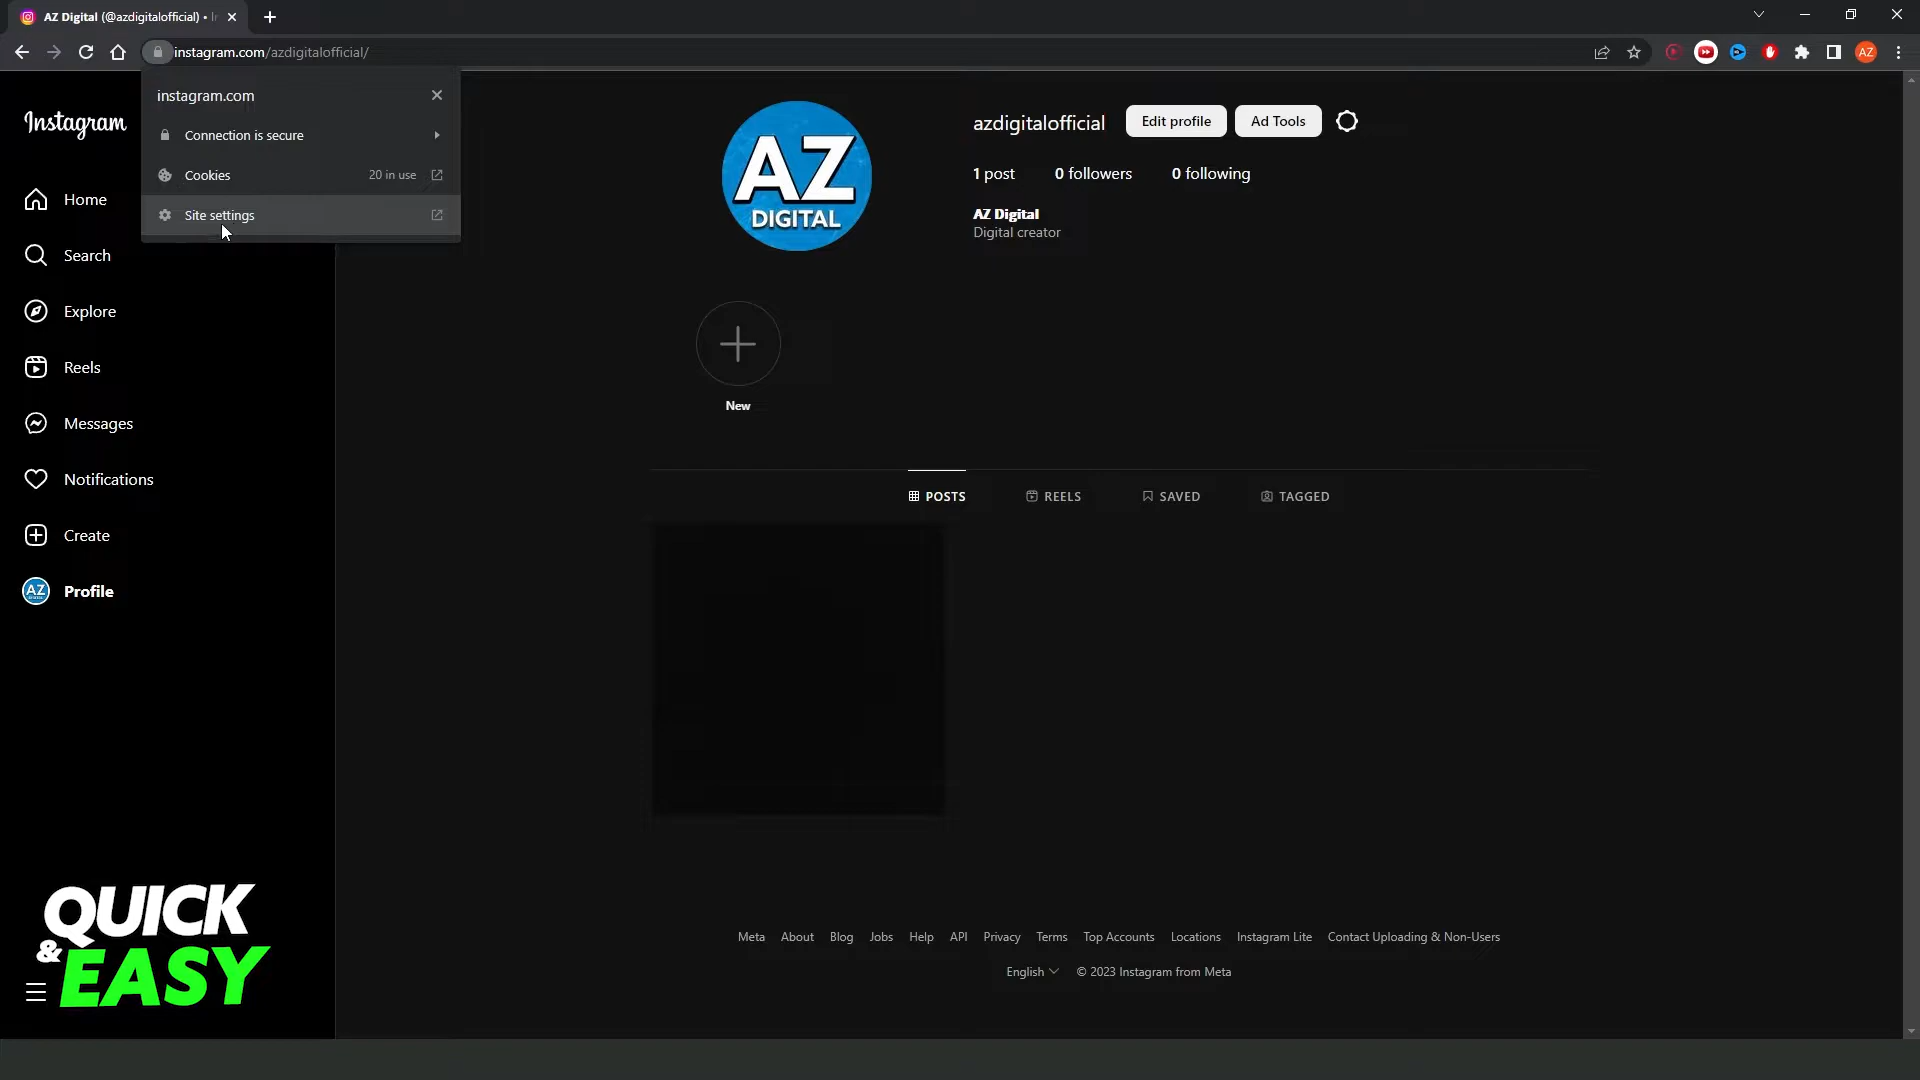 AZ Digital (@azdigitalofficial) •
instagram.com/azdigitalofficial/
AZ
instagram.com
Connection is secure
Cookies
20 in use
Site settings
Instagram
Home
Search
Explore
Reels
Messages
Notifications
Create
AZ
Profile
AZ
DIGITAL
azdigitalofficial
Edit profile
Ad Tools
1 post
0 followers
0 following
AZ Digital
Digital creator
New
POSTS
REELS
SAVED
TAGGED
QUICK
&EASY
Meta About Blog Jobs Help API Privacy Terms Top Accounts Locations Instagram Lite Contact Uploading & Non-Users
English
© 2023 Instagram from Meta